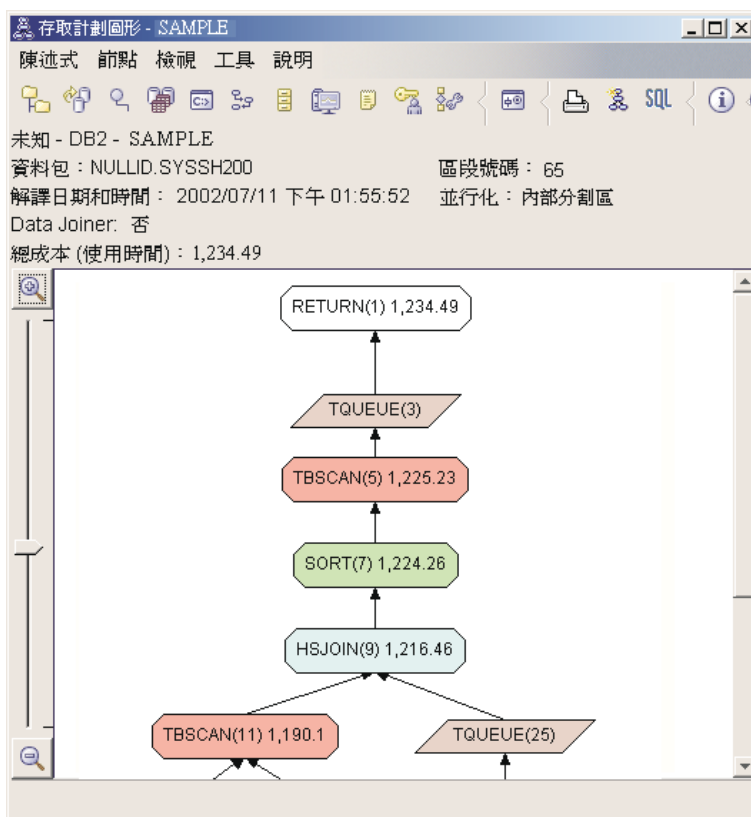 存取計劃圖形 - SAMPLE
陳述式 節點 檢視 工具 說明
SQL
未知 - DB2 - SAMPLE
資料包：NULLID.SYSSH200 區段號碼： 65
解譯日期和時間： 2002/07/11 下午 01:55:52 並行化：內部分割區
Data Joiner: 否
總成本 (使用時間)：1,234.49
RETURN(1) 1,234.49
TQUEUE(3)
TBSCAN(5) 1,225.23
SORT(7) 1,224.26
HSJOIN(9) 1,216.46
TBSCAN(11) 1,190.1
TQUEUE(25)